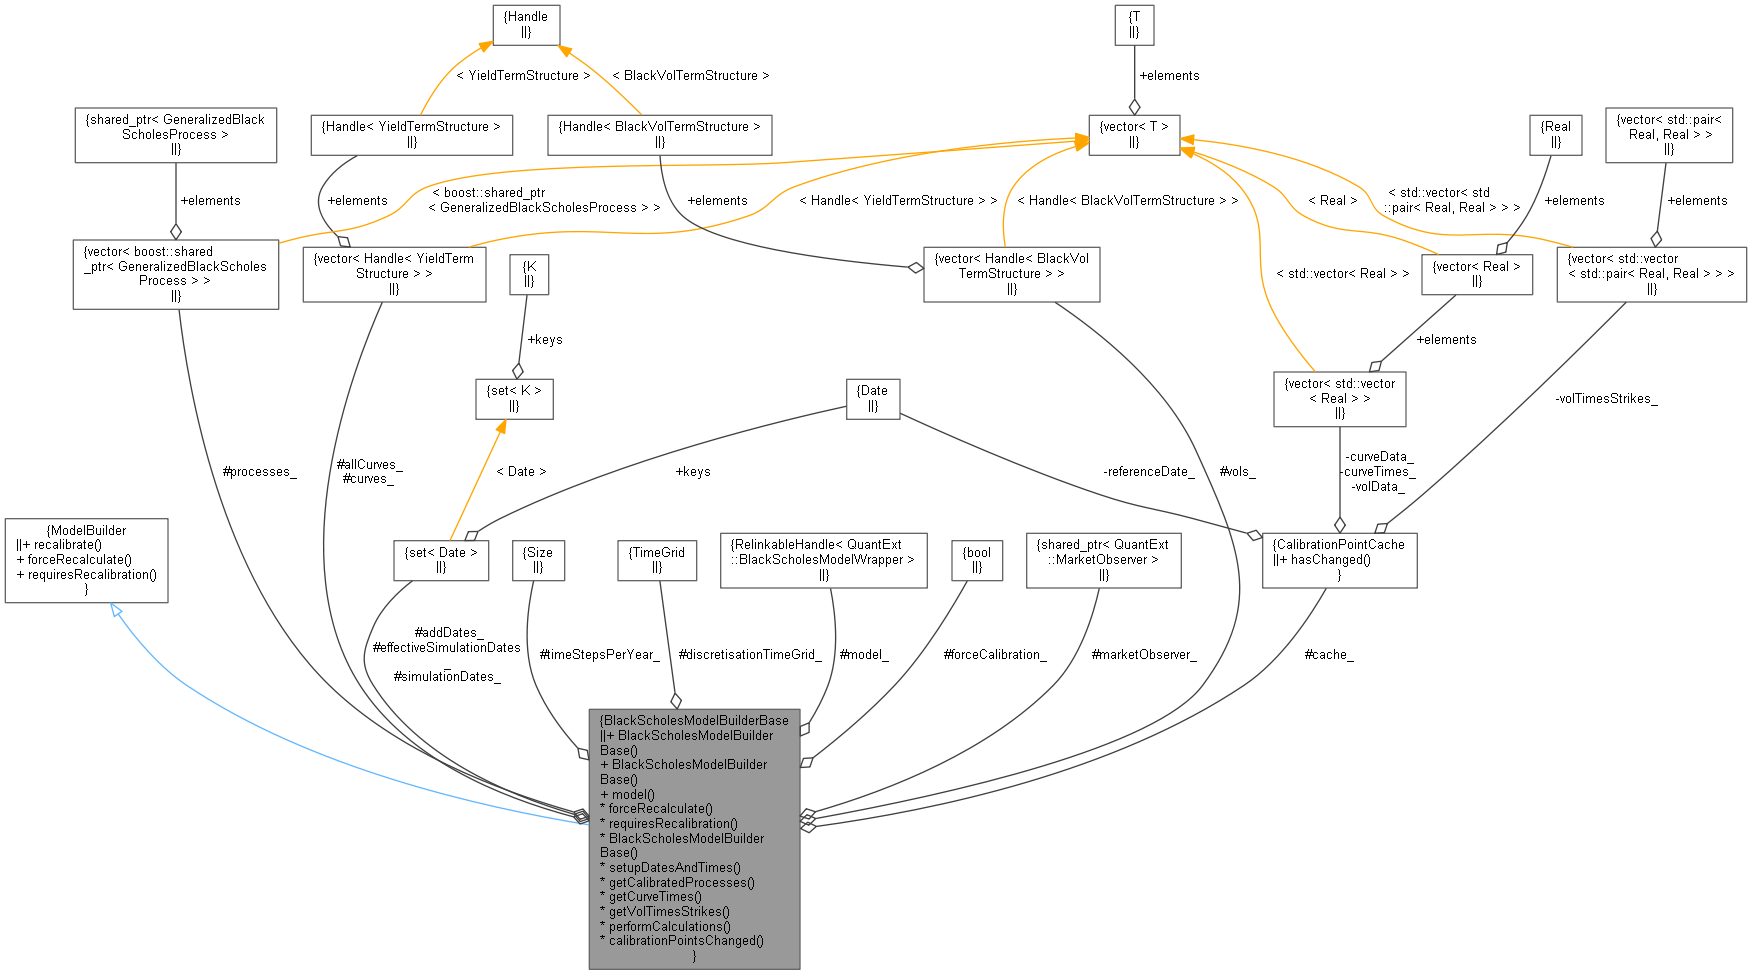 {Handle
||}
{T
||}
< YieldTermStructure >
< BlackVolTermStructure >
+elements
{shared_ptr< GeneralizedBlack
ScholesProcess >
||}
{Handle< YieldTermStructure >
||}
{Handle< BlackVolTermStructure >
||}
{vector< T >
||}
{Real
||}
{vector< std::pair<
Real, Real > >
||}
+elements
+elements
< boost::shared_ptr
< GeneralizedBlackScholesProcess > >
+elements
< Handle< YieldTermStructure > >
< Handle< BlackVolTermStructure > >
< Real >
< std::vector< std
::pair< Real, Real > > >
+elements
+elements
{vector< boost::shared
_ptr< GeneralizedBlackScholes
Process > >
||}
{vector< Handle< YieldTerm
Structure > >
||}
{K
||}
{vector< Handle< BlackVol
TermStructure > >
||}
< std::vector< Real > >
{vector< Real >
||}
{vector< std::vector
< std::pair< Real, Real > > >
||}
+keys
+elements
{set< K >
||}
{Date
||}
{vector< std::vector
< Real > >
||}
-volTimesStrikes_
#processes_
#allCurves_
#curves_
< Date >
+keys
-referenceDate_
#vols_
-curveData_
-curveTimes_
-volData_
{ModelBuilder
||+ recalibrate()
+ forceRecalculate()
+ requiresRecalibration()
}
{set< Date >
||}
{Size
||}
{TimeGrid
||}
{RelinkableHandle< QuantExt
::BlackScholesModelWrapper >
||}
{bool
||}
{shared_ptr< QuantExt
::MarketObserver >
||}
{CalibrationPointCache
||+ hasChanged()
}
#addDates_
#effectiveSimulationDates
_
#simulationDates_
#timeStepsPerYear_
#discretisationTimeGrid_
#model_
#forceCalibration_
#marketObserver_
#cache_
{BlackScholesModelBuilderBase
||+ BlackScholesModelBuilder
Base()
+ BlackScholesModelBuilder
Base()
+ model()
* forceRecalculate()
* requiresRecalibration()
* BlackScholesModelBuilder
Base()
* setupDatesAndTimes()
* getCalibratedProcesses()
* getCurveTimes()
* getVolTimesStrikes()
* performCalculations()
* calibrationPointsChanged()
}